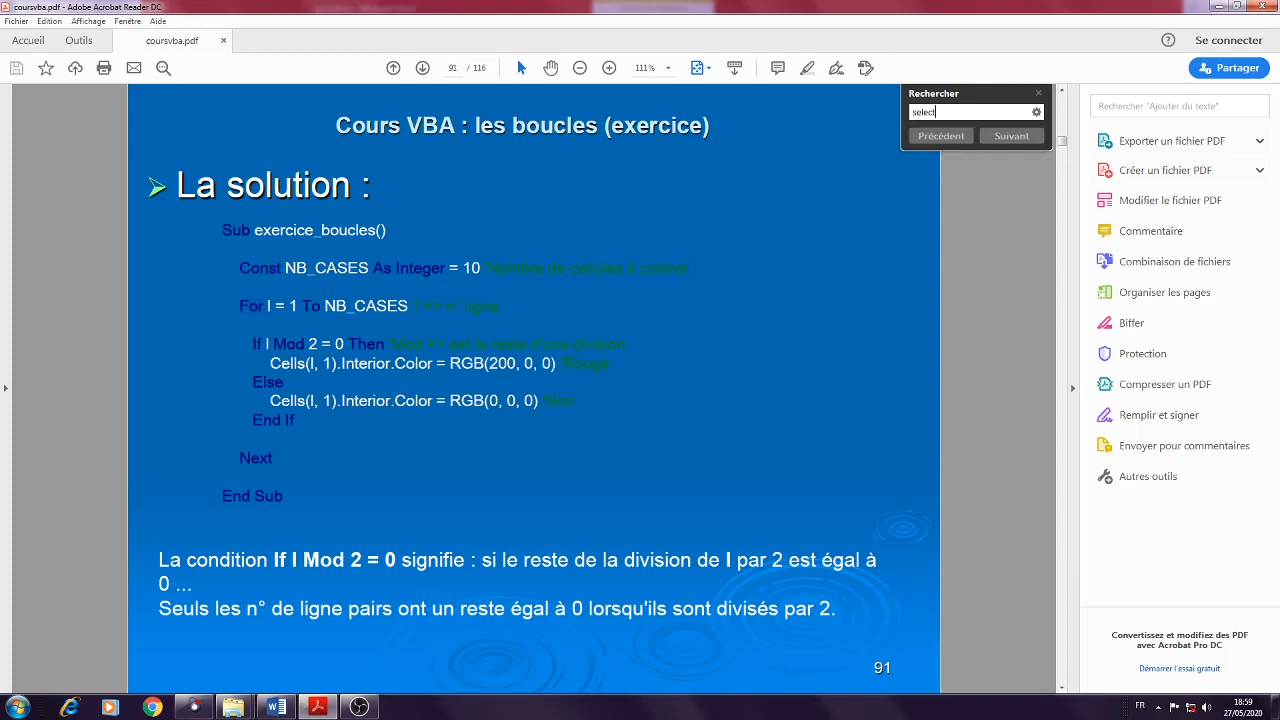 coursvba.pdf - Adobe Acrobat Reader DC
Fichier Edition Affichage Fenêtre Aide
Accueil Outils coursvba.pdf × Se connecter
91 / 116 111% Partager
Rechercher
select
Précédent Suivant
Cours VBA : les boucles (exercice)
La solution :
Sub exercice_boucles()
Const NB_CASES As Integer = 10 'Nombre de cellules à colorer
For l = 1 To NB_CASES 'l => n° ligne
If l Mod 2 = 0 Then 'Mod => est le reste d'une division
Cells(l, 1).Interior.Color = RGB(200, 0, 0) 'Rouge
Else
Cells(l, 1).Interior.Color = RGB(0, 0, 0) 'Noir
End If
Next
End Sub
La condition If l Mod 2 = 0 signifie : si le reste de la division de l par 2 est égal à
0 ...
Seuls les n° de ligne pairs ont un reste égal à 0 lorsqu'ils sont divisés par 2.
91
Rechercher "Ajouter du texte"
Exporter un fichier PDF
Créer un fichier PDF
Modifier le fichier PDF
Commentaire
Combinaison de fichiers
Organiser les pages
Biffer
Protection
Compresser un PDF
Remplir et signer
Envoyer pour commentaires
Autres outils
Convertissez et modifiez des PDF
avec Acrobat Pro DC
Démarrer l'essai gratuit
FR 18:59
27/05/2020